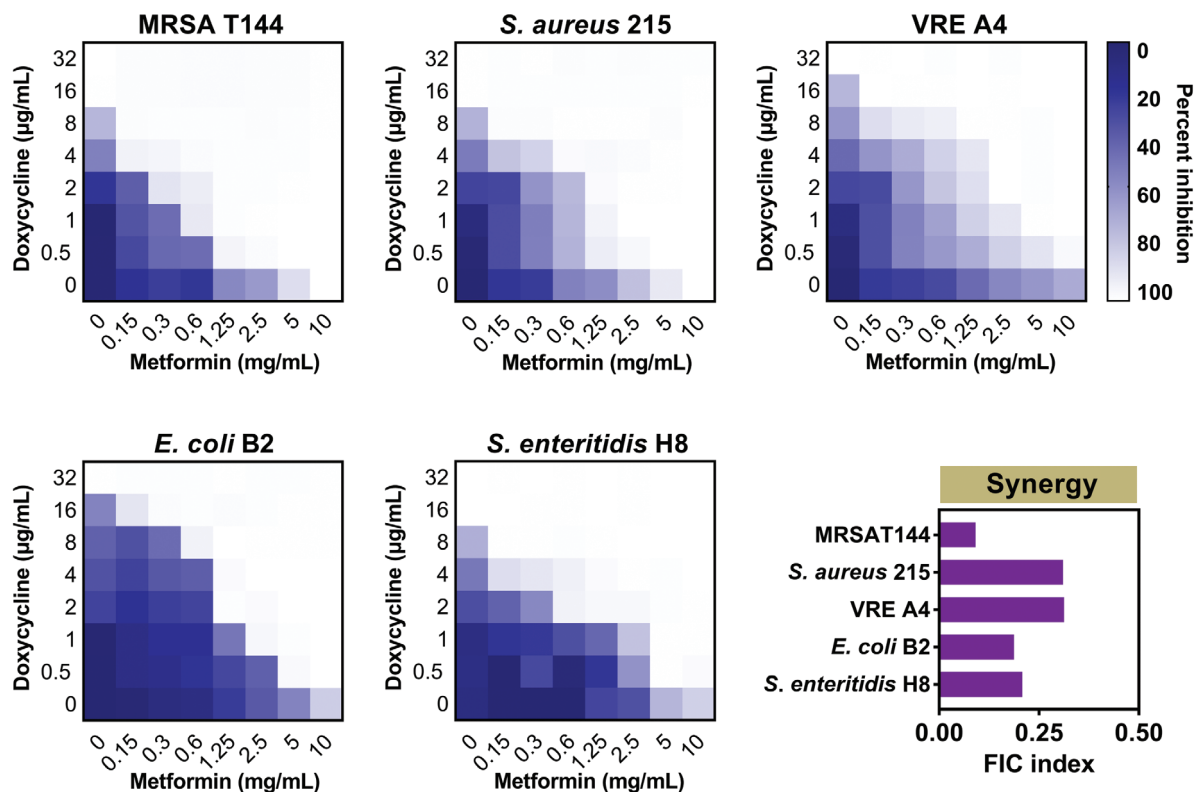 MRSA T144
Doxycycline (µg/mL)
32
16
8
4
2
1
0.5
0
0 0.15 0.3 0.6 1.25 2.5 5 10
Metformin (mg/mL)
S. aureus 215
Doxycycline (µg/mL)
32
16
8
4
2
1
0.5
0
0 0.15 0.3 0.6 1.25 2.5 5 10
Metformin (mg/mL)
VRE A4
Doxycycline (µg/mL)
32
16
8
4
2
1
0.5
0
0 0.15 0.3 0.6 1.25 2.5 5 10
Metformin (mg/mL)
0
20
40
60
80
100
Percent inhibition
E. coli B2
Doxycycline (µg/mL)
32
16
8
4
2
1
0.5
0
0 0.15 0.3 0.6 1.25 2.5 5 10
Metformin (mg/mL)
S. enteritidis H8
Doxycycline (µg/mL)
32
16
8
4
2
1
0.5
0
0 0.15 0.3 0.6 1.25 2.5 5 10
Metformin (mg/mL)
Synergy
MRSAT144
S. aureus 215
VRE A4
E. coli B2
S. enteritidis H8
0.00 0.25 0.50
FIC index